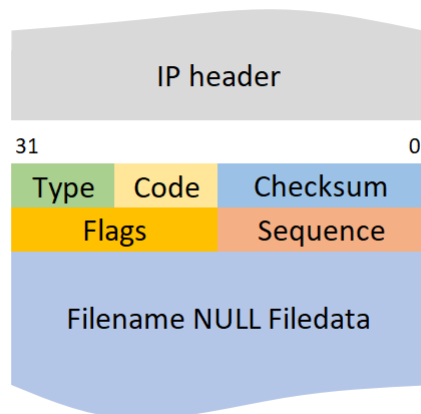 IP header
31 0
Type Code Checksum
Flags Sequence
Filename NULL Filedata